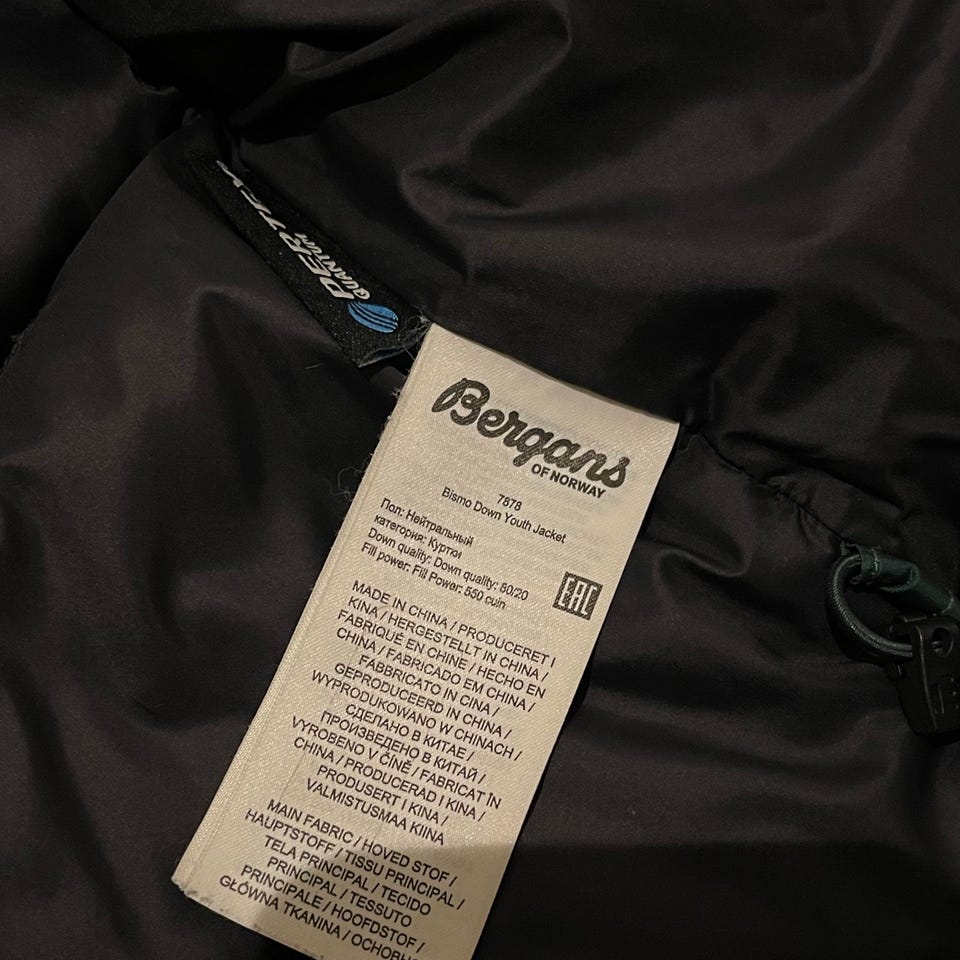 PERTEX
QUANTUM
Bergans
OF NORWAY
7878
Bismo Down Youth Jacket
Пол: Нейтральный
категория: Куртки
Down quality: Down quality: 80/20
Fill power: Fill Power: 550 cuin
EAC
MADE IN CHINA / PRODUCERET I
KINA / HERGESTELLT IN CHINA /
FABRIQUÉ EN CHINE / HECHO EN
CHINA / FABRICADO EM CHINA /
FABBRICATO IN CINA /
GEPRODUCEERD IN CHINA /
WYPRODUKOWANO W CHINACH /
СДЕЛАНО В КИТАЕ /
ПРОИЗВЕДЕНО В КИТАЙ /
VYROBENO V ČÍNĚ / FABRICAT ÎN
CHINA / PRODUCERAD I KINA /
PRODUSERT I KINA /
VALMISTUSMAA KIINA
MAIN FABRIC / HOVED STOF /
HAUPTSTOFF / TISSU PRINCIPAL /
TELA PRINCIPAL / TECIDO
PRINCIPAL / TESSUTO
PRINCIPALE / HOOFDSTOF /
GŁÓWNA TKANINA /